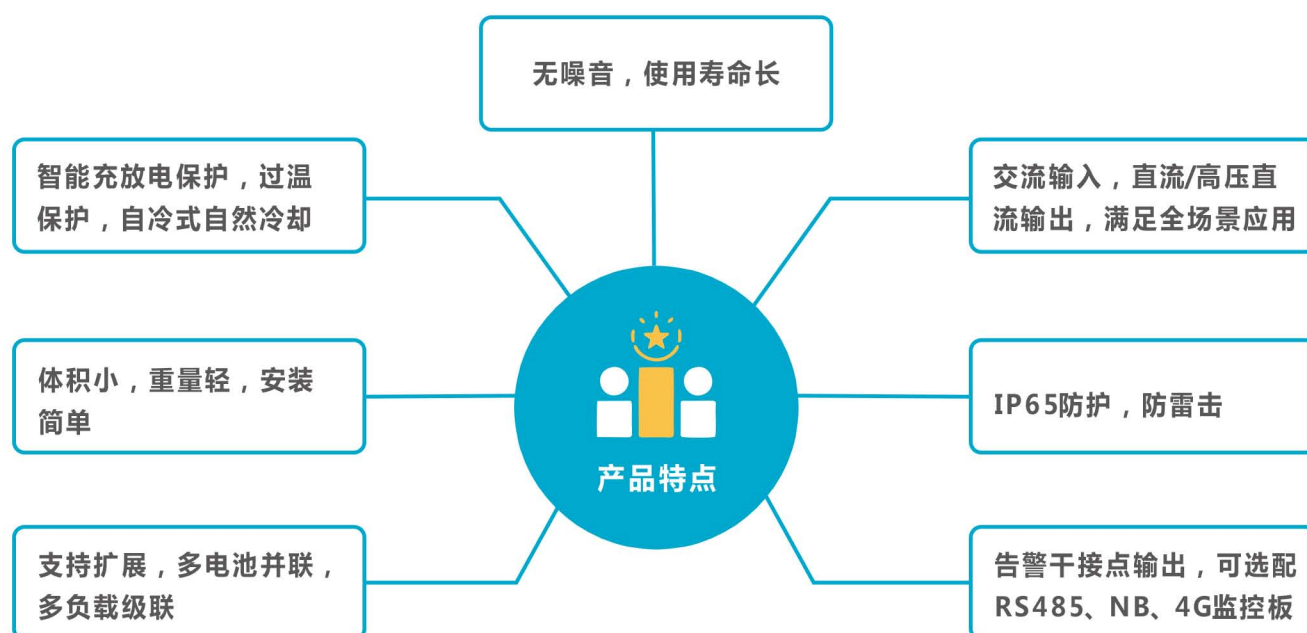 无噪音，使用寿命长
智能充放电保护，过温
保护，自冷式自然冷却
交流输入，直流/高压直
流输出，满足全场景应用
体积小，重量轻，安装
简单
IP65防护，防雷击
产品特点
支持扩展，多电池并联，
多负载级联
告警干接点输出，可选配
RS485、NB、4G监控板